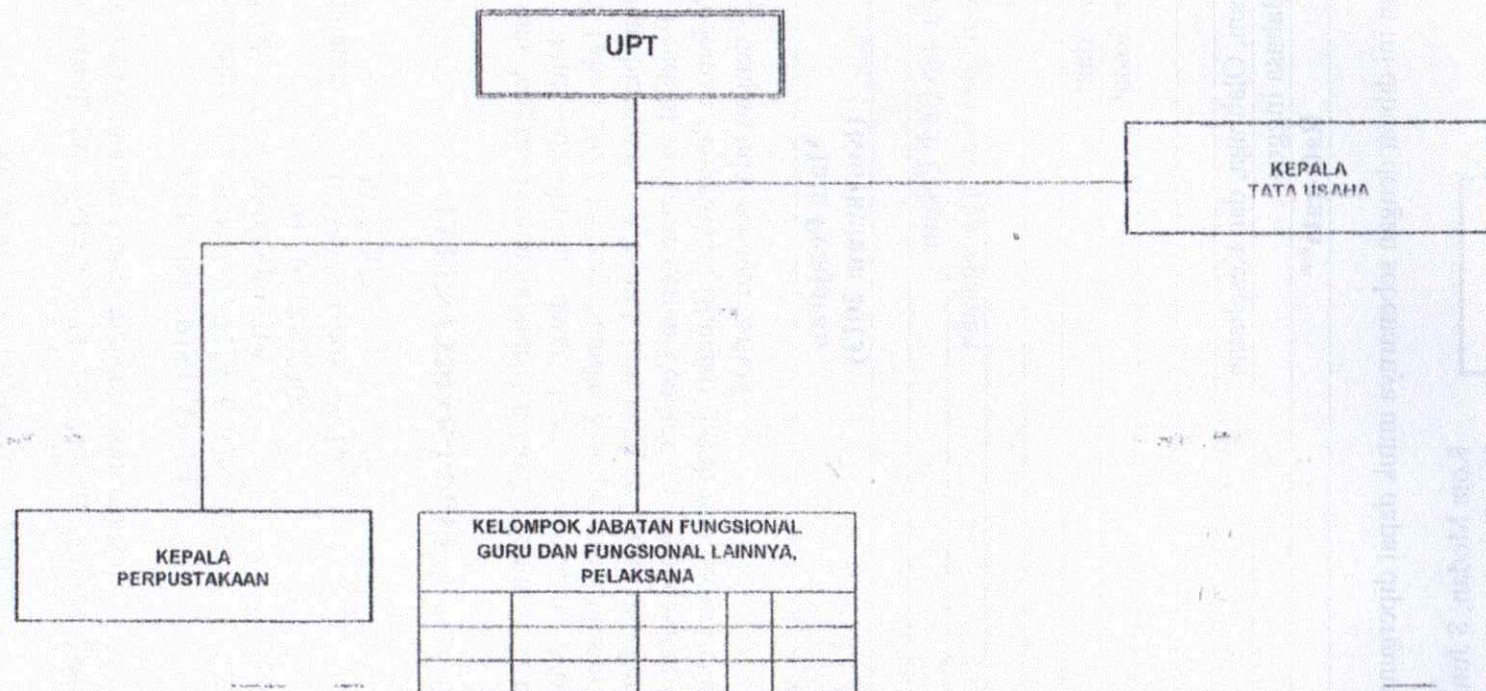 UPT
KEPALA
TATA USAHA
KEPALA
PERPUSTAKAAN
KELOMPOK JABATAN FUNGSIONAL
GURU DAN FUNGSIONAL LAINNYA,
PELAKSANA